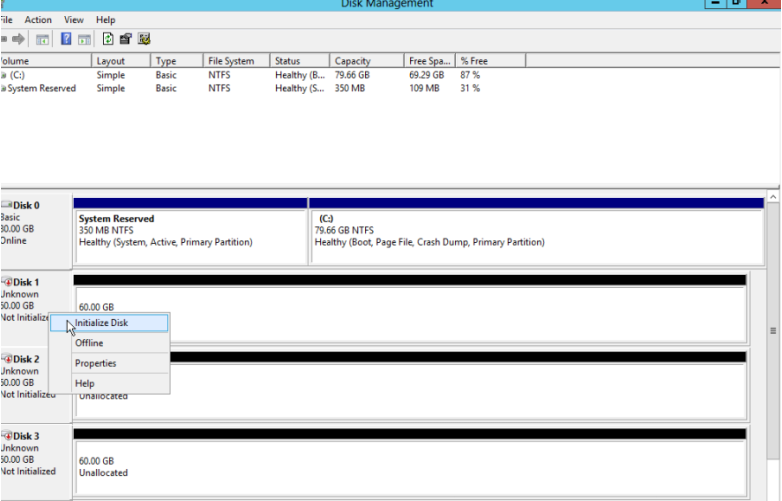 Disk Management
File Action View Help
Volume Layout Type File System Status Capacity Free Spa... % Free
(C:) Simple Basic NTFS Healthy (B... 79.66 GB 69.29 GB 87 %
System Reserved Simple Basic NTFS Healthy (S... 350 MB 109 MB 31 %
Disk 0
Basic
80.00 GB
Online
System Reserved
350 MB NTFS
Healthy (System, Active, Primary Partition)
(C:)
79.66 GB NTFS
Healthy (Boot, Page File, Crash Dump, Primary Partition)
Disk 1
Unknown
60.00 GB
Not Initialize
60.00 GB
Initialize Disk
Offline
Properties
Help
Disk 2
Unknown
60.00 GB
Not Initialized
Unallocated
Disk 3
Unknown
60.00 GB
Not Initialized
60.00 GB
Unallocated